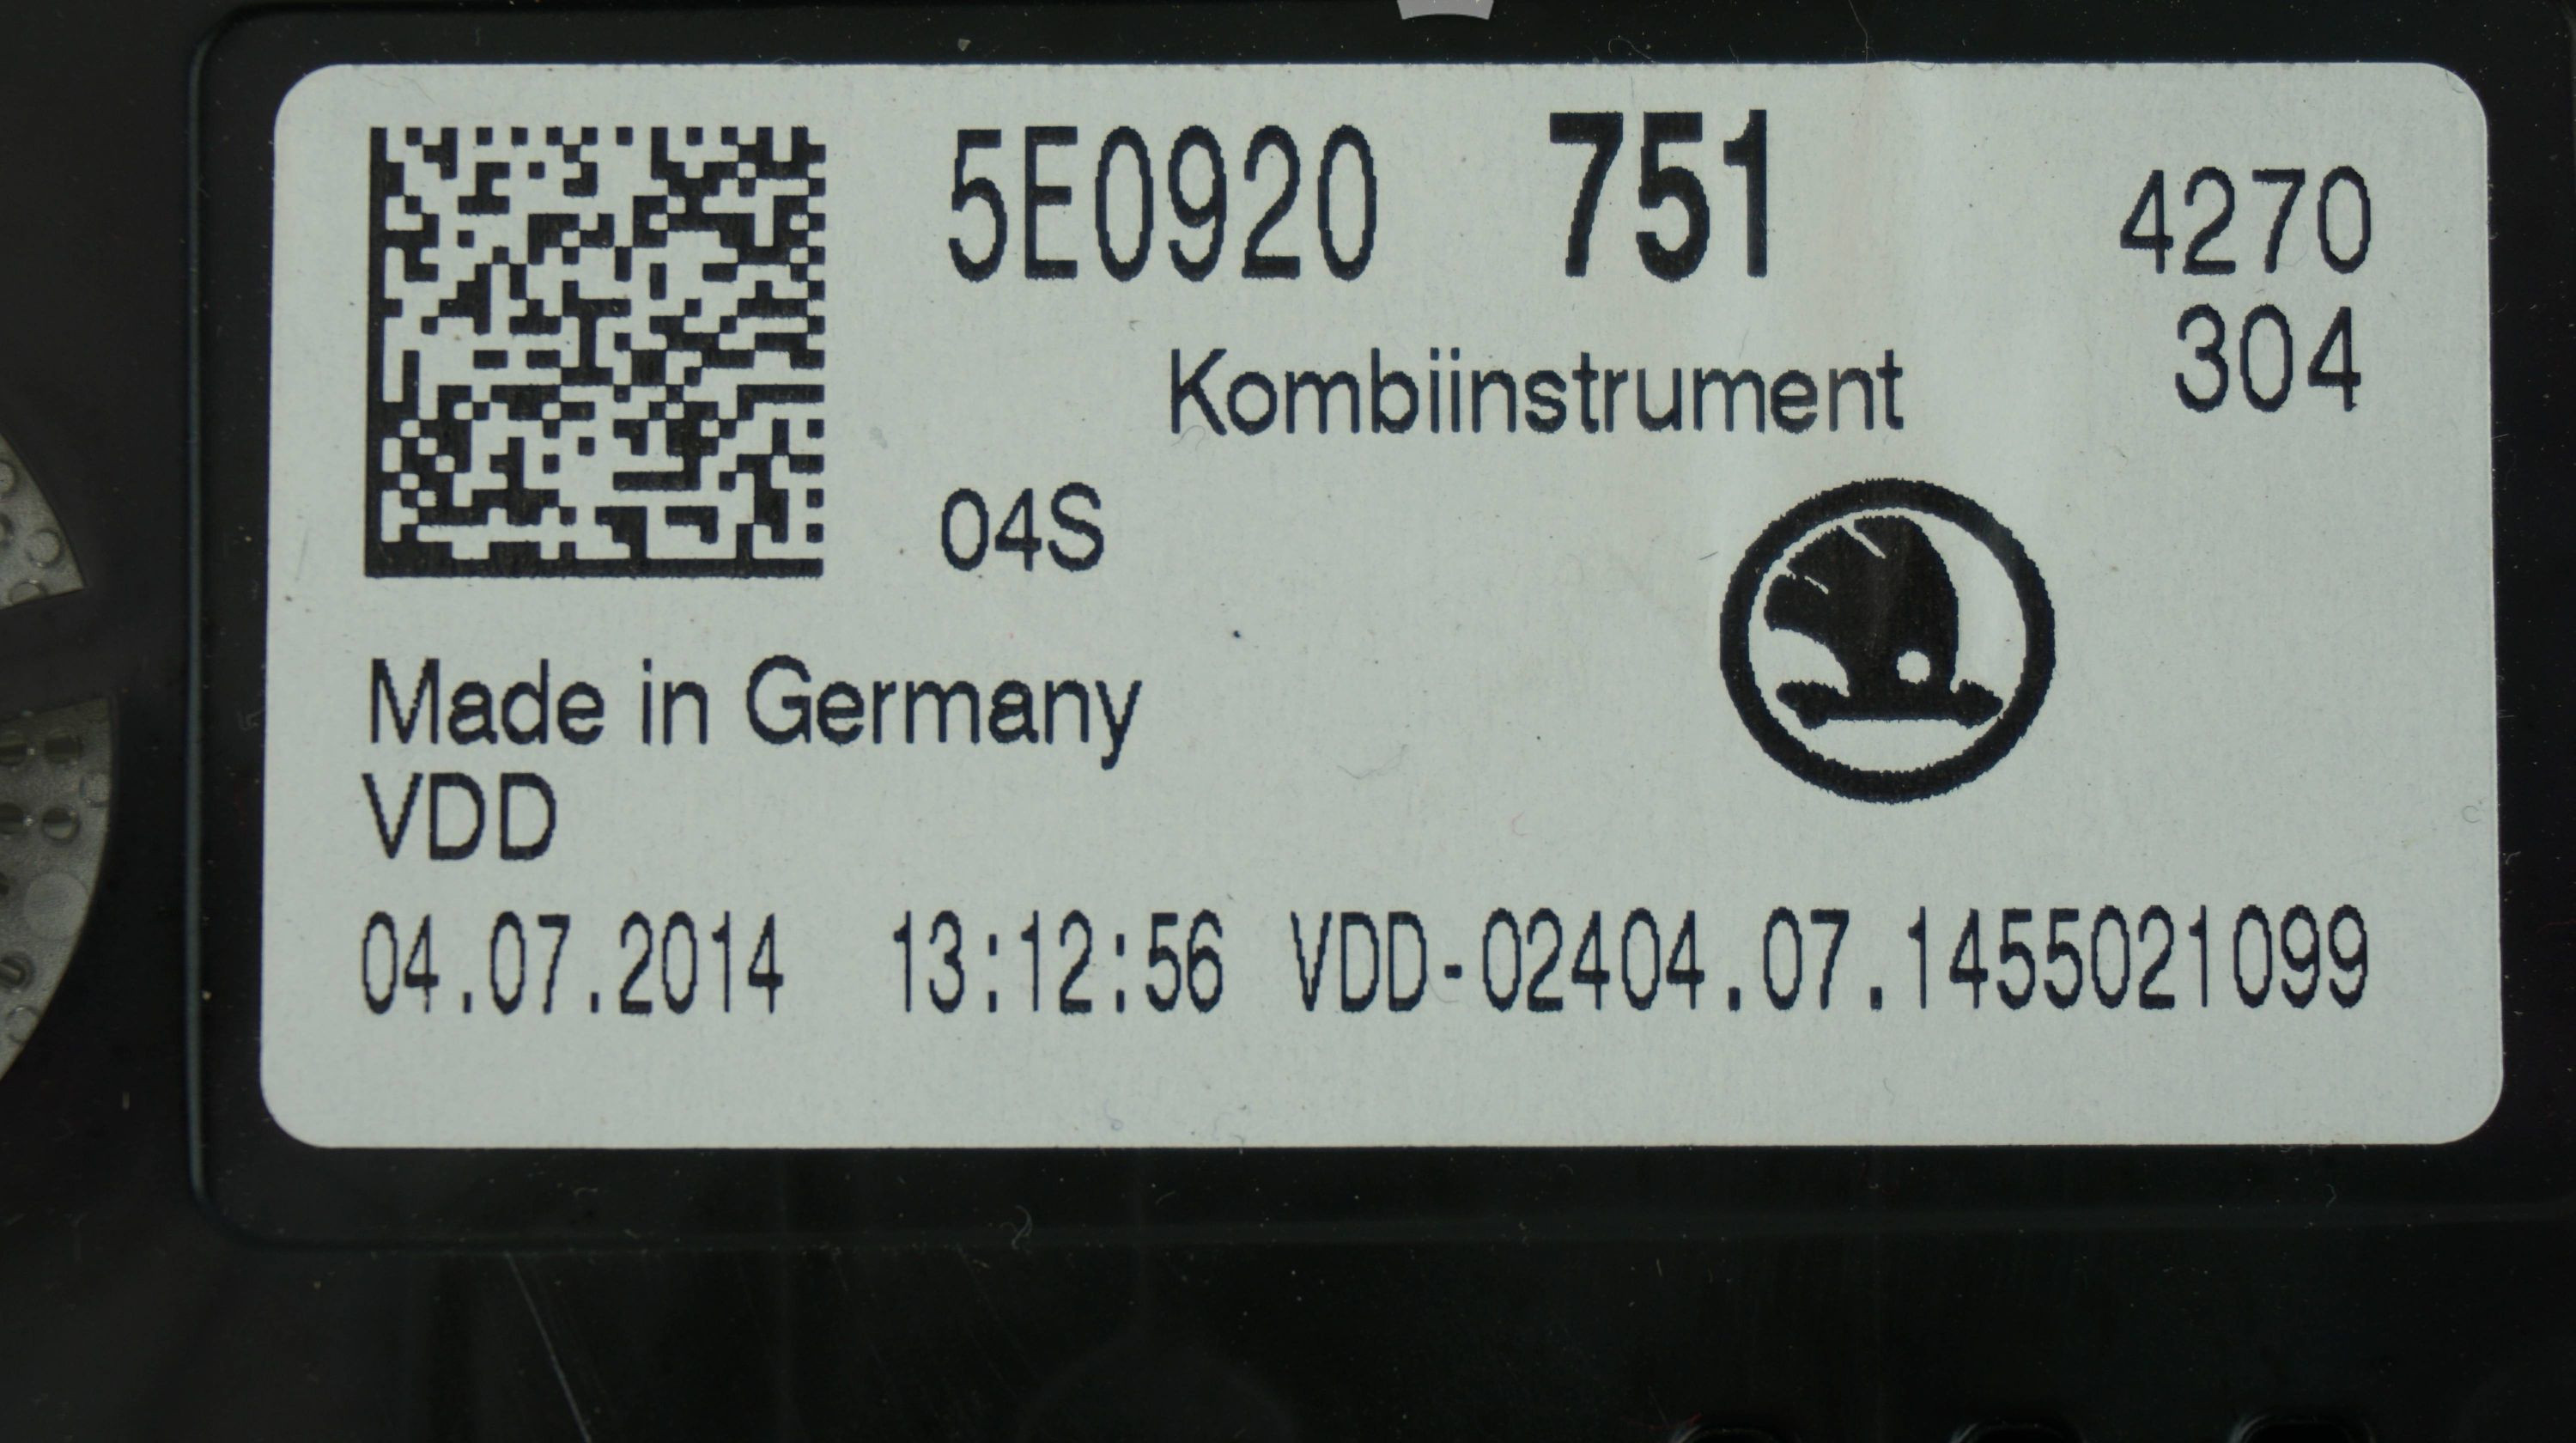 5E0920 751
4270
304
Kombiinstrument
04S
Made in Germany
VDD
04.07.2014 13:12:56 VDD-02404.07.1455021099